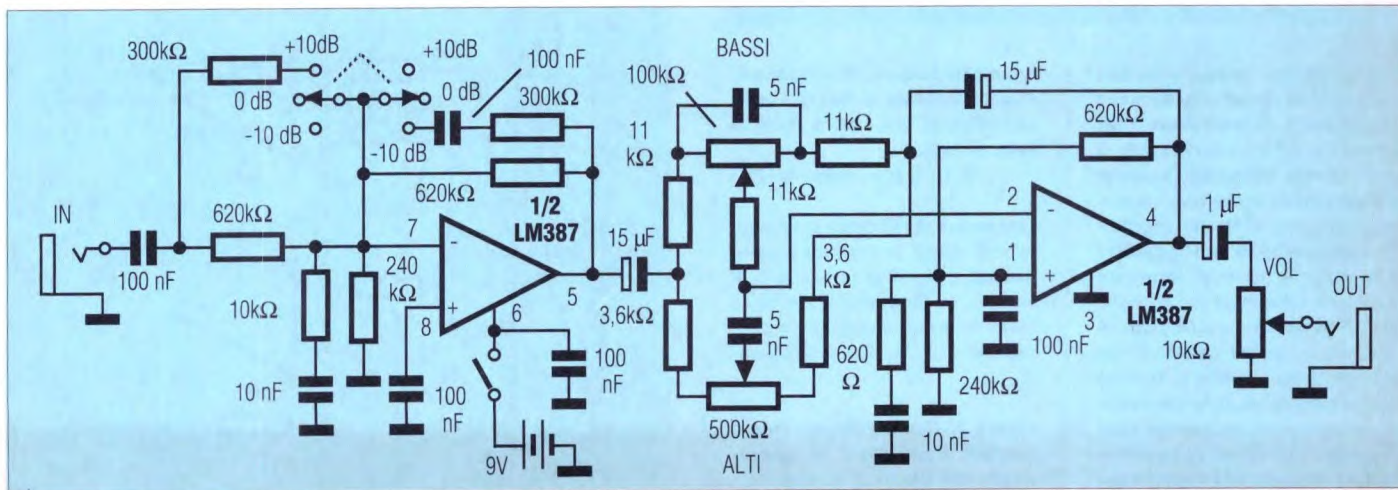 300kΩ
+10dB
0 dB
-10 dB
+10dB
0 dB
-10 dB
100 nF
300kΩ
620kΩ
IN
100 nF
620kΩ
10kΩ
10 nF
240
kΩ
7
-
+
8
1/2
LM387
5
6
100
nF
100
nF
9V
15 µF
BASSI
100kΩ
5 nF
11
kΩ
11kΩ
11kΩ
3,6kΩ
5
nF
3,6
kΩ
500kΩ
ALTI
15 µF
620kΩ
2
-
1
+
4
3
1/2
LM387
620
Ω
10 nF
240kΩ
100 nF
1 µF
VOL
10kΩ
OUT